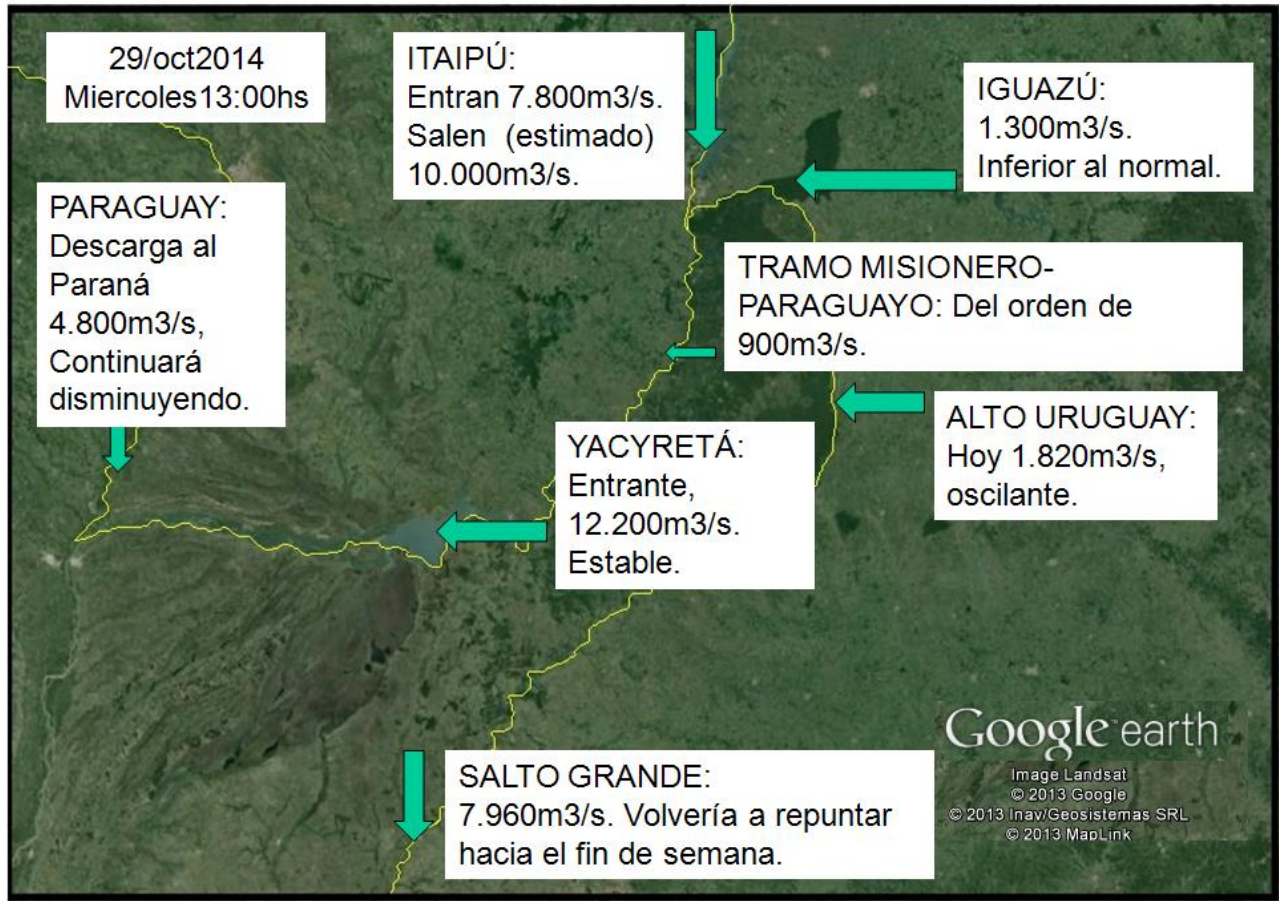 29/oct2014
Miercoles13:00hs
ITAIPÚ:
Entran 7.800m3/s.
Salen (estimado)
10.000m3/s.
IGUAZÚ:
1.300m3/s.
Inferior al normal.
PARAGUAY:
Descarga al
Paraná
4.800m3/s,
Continuará
disminuyendo.
TRAMO MISIONERO-
PARAGUAYO: Del orden de
900m3/s.
YACYRETÁ:
Entrante,
12.200m3/s.
Estable.
ALTO URUGUAY:
Hoy 1.820m3/s,
oscilante.
SALTO GRANDE:
7.960m3/s. Volvería a repuntar
hacia el fin de semana.
Google earth
Image Landsat
© 2013 Google
© 2013 Inav/Geosistemas SRL
© 2013 MapLink